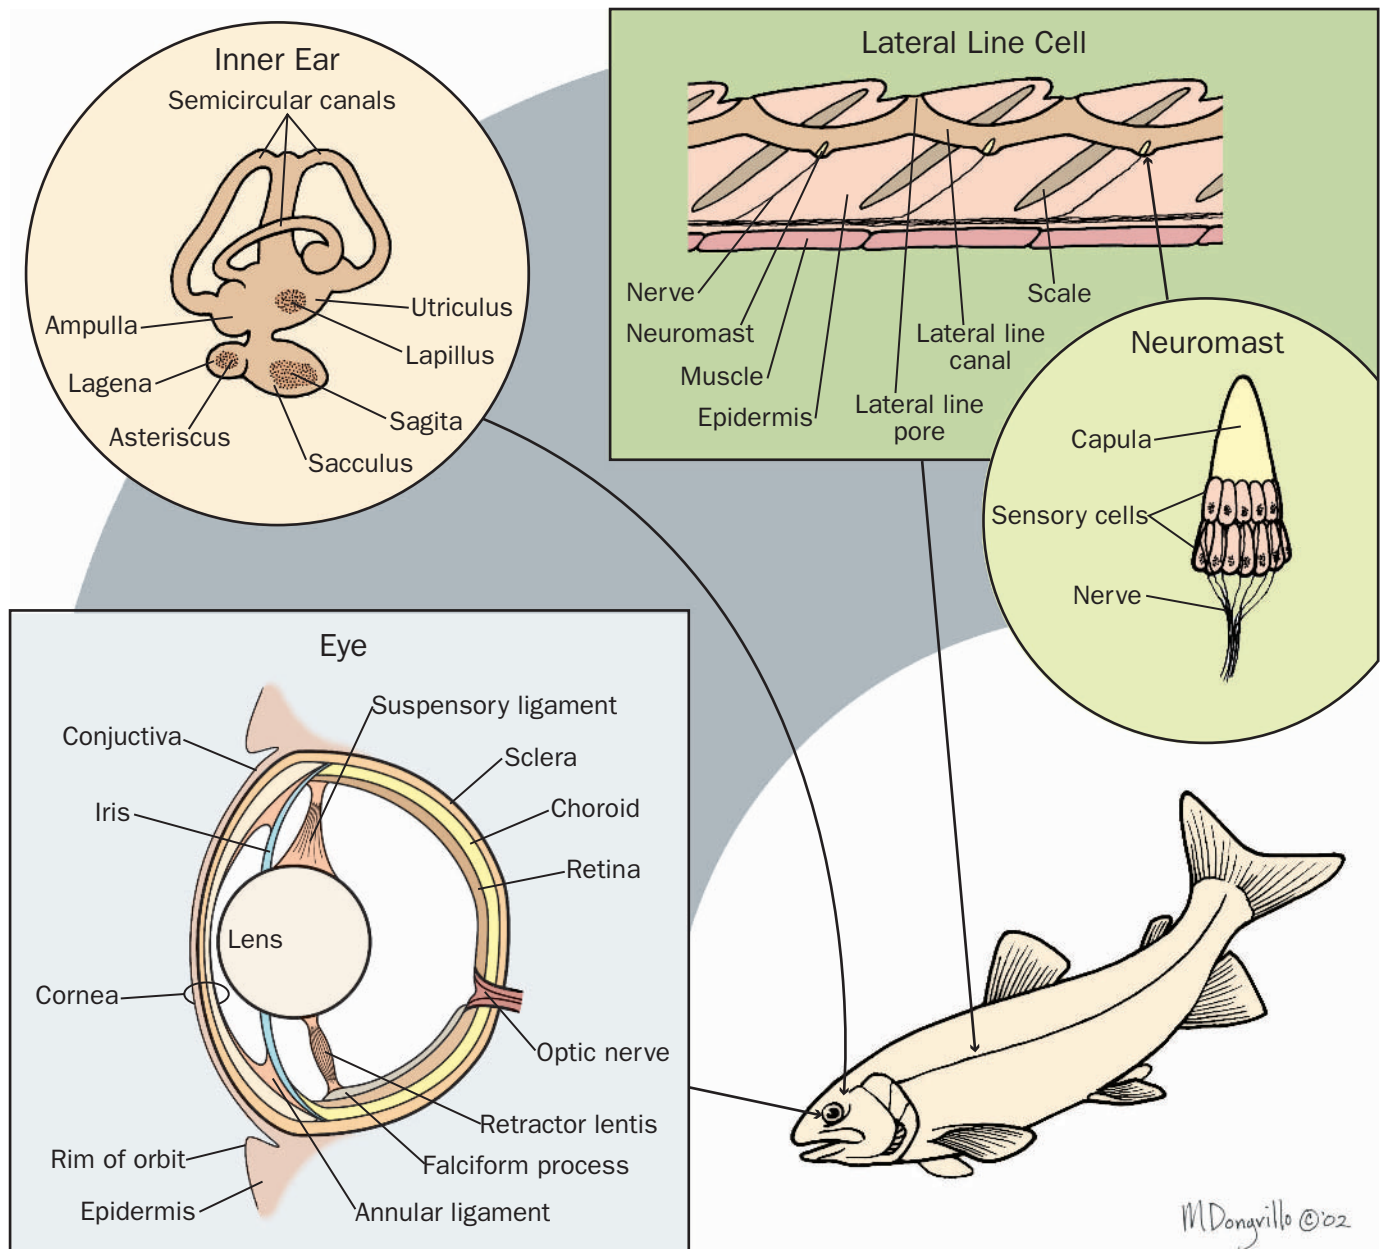 Inner Ear
Semicircular canals
Utriculus
Ampulla
Lapillus
Lagena
Sagita
Asteriscus
Sacculus
Lateral Line Cell
Nerve
Scale
Neuromast
Lateral line
canal
Muscle
Epidermis
Lateral line
pore
Neuromast
Capula
Sensory cells
Nerve
Eye
Suspensory ligament
Conjuctiva
Sclera
Iris
Choroid
Retina
Lens
Cornea
Optic nerve
Retractor lentis
Rim of orbit
Falciform process
Epidermis
Annular ligament
MDongvillo ©'02